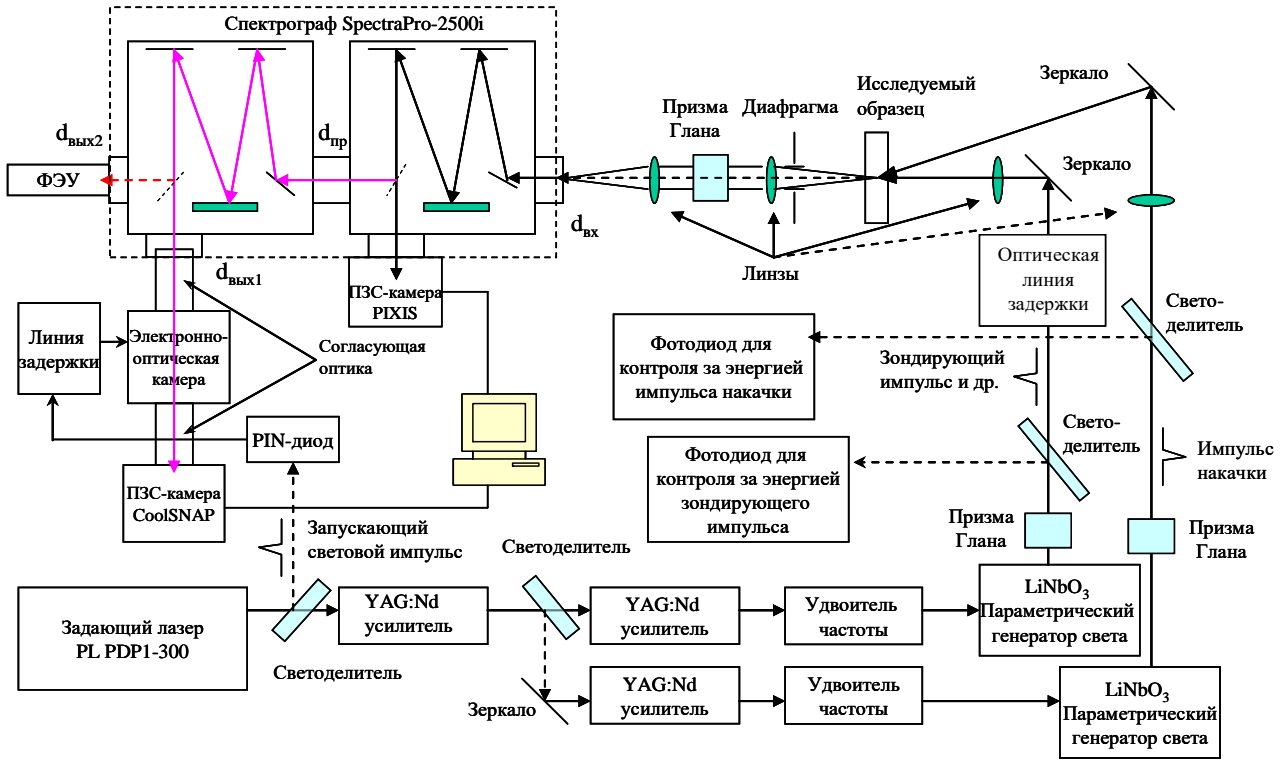 Спектрограф SpectraPro-2500i
dвых2
dпр
dвх
dвых1
ФЭУ
Призма
Глана
Диафрагма
Исследуемый
образец
Зеркало
Зеркало
Линзы
Оптическая
линия
задержки
Свето-
делитель
ПЗС-камера
PIXIS
Линия
задержки
Электронно-
оптическая
камера
Согласующая
оптика
Фотодиод для
контроля за энергией
импульса накачки
Зондирующий
импульс и др.
Свето-
делитель
PIN-диод
Фотодиод для
контроля за энергией
зондирующего
импульса
Импульс
накачки
ПЗС-камера
CoolSNAP
Запускающий
световой импульс
Светоделитель
Призма
Глана
Призма
Глана
Задающий лазер
PL PDP1-300
Светоделитель
YAG:Nd
усилитель
YAG:Nd
усилитель
Удвоитель
частоты
LiNbO3
Параметрический
генератор света
Зеркало
YAG:Nd
усилитель
Удвоитель
частоты
LiNbO3
Параметрический
генератор света